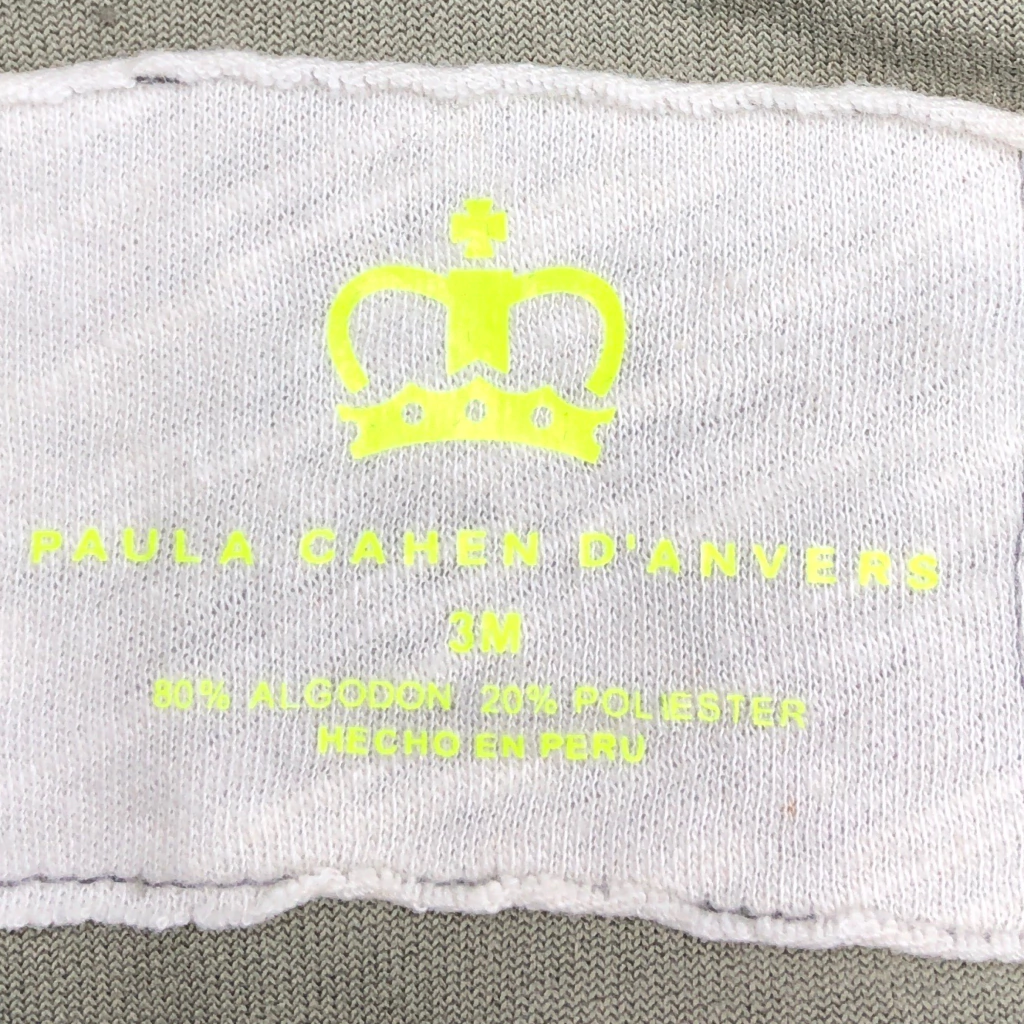 PAULA CAHEN D'ANVERS
3M
80% ALGODON 20% POLIESTER
HECHO EN PERU